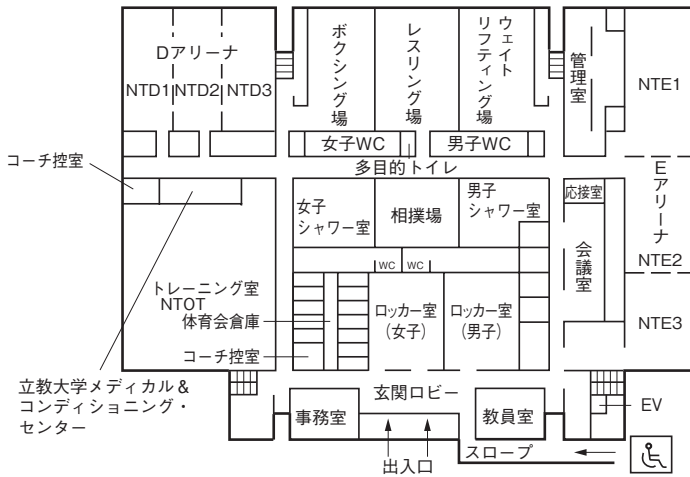 Dアリーナ
NTD1
NTD2
NTD3
ボクシング場
レスリング場
ウェイト
リフティング場
管理室
NTE1
女子WC
男子WC
多目的トイレ
コーチ控室
女子
シャワー室
相撲場
男子
シャワー室
応接室
Eアリーナ
会議室
NTE2
WC
WC
トレーニング室
NTOT
体育会倉庫
コーチ控室
ロッカー室
(女子)
ロッカー室
(男子)
NTE3
立教大学メディカル&
コンディショニング・
センター
玄関ロビー
事務室
教員室
EV
出入口
スロープ